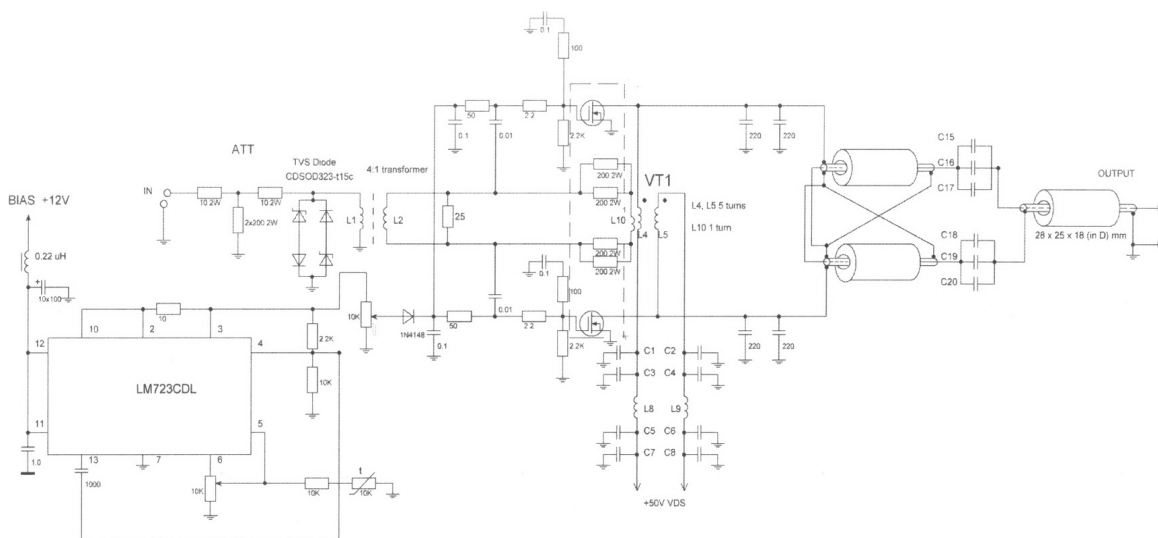 0.1
100
50
2.2
0.1
0.01
2.2K
220
220
ATT
TVS Diode
CDSOD323-t15c
4:1 transformer
200 2W
200 2W
VT1
C15
C16
C17
IN
10.2W
10.2W
2x200 2W
L1
L2
25
L10
L4
L5
L4, L5 5 turns
L10 1 turn
OUTPUT
BIAS +12V
28 x 25 x 18 (in D) mm
200 2W
200 2W
C18
C19
C20
0.22 uH
10x100
0.1
100
10K
1N4148
0.01
50
2.2
0.1
2.2K
220
220
10
10
2
3
2.2K
12
4
LM723CDL
10K
C1
C2
C3
C4
L8
L9
11
5
C5
C6
C7
C8
1.0
13
7
6
1900
10K
10K
t
10K
+50V VDS